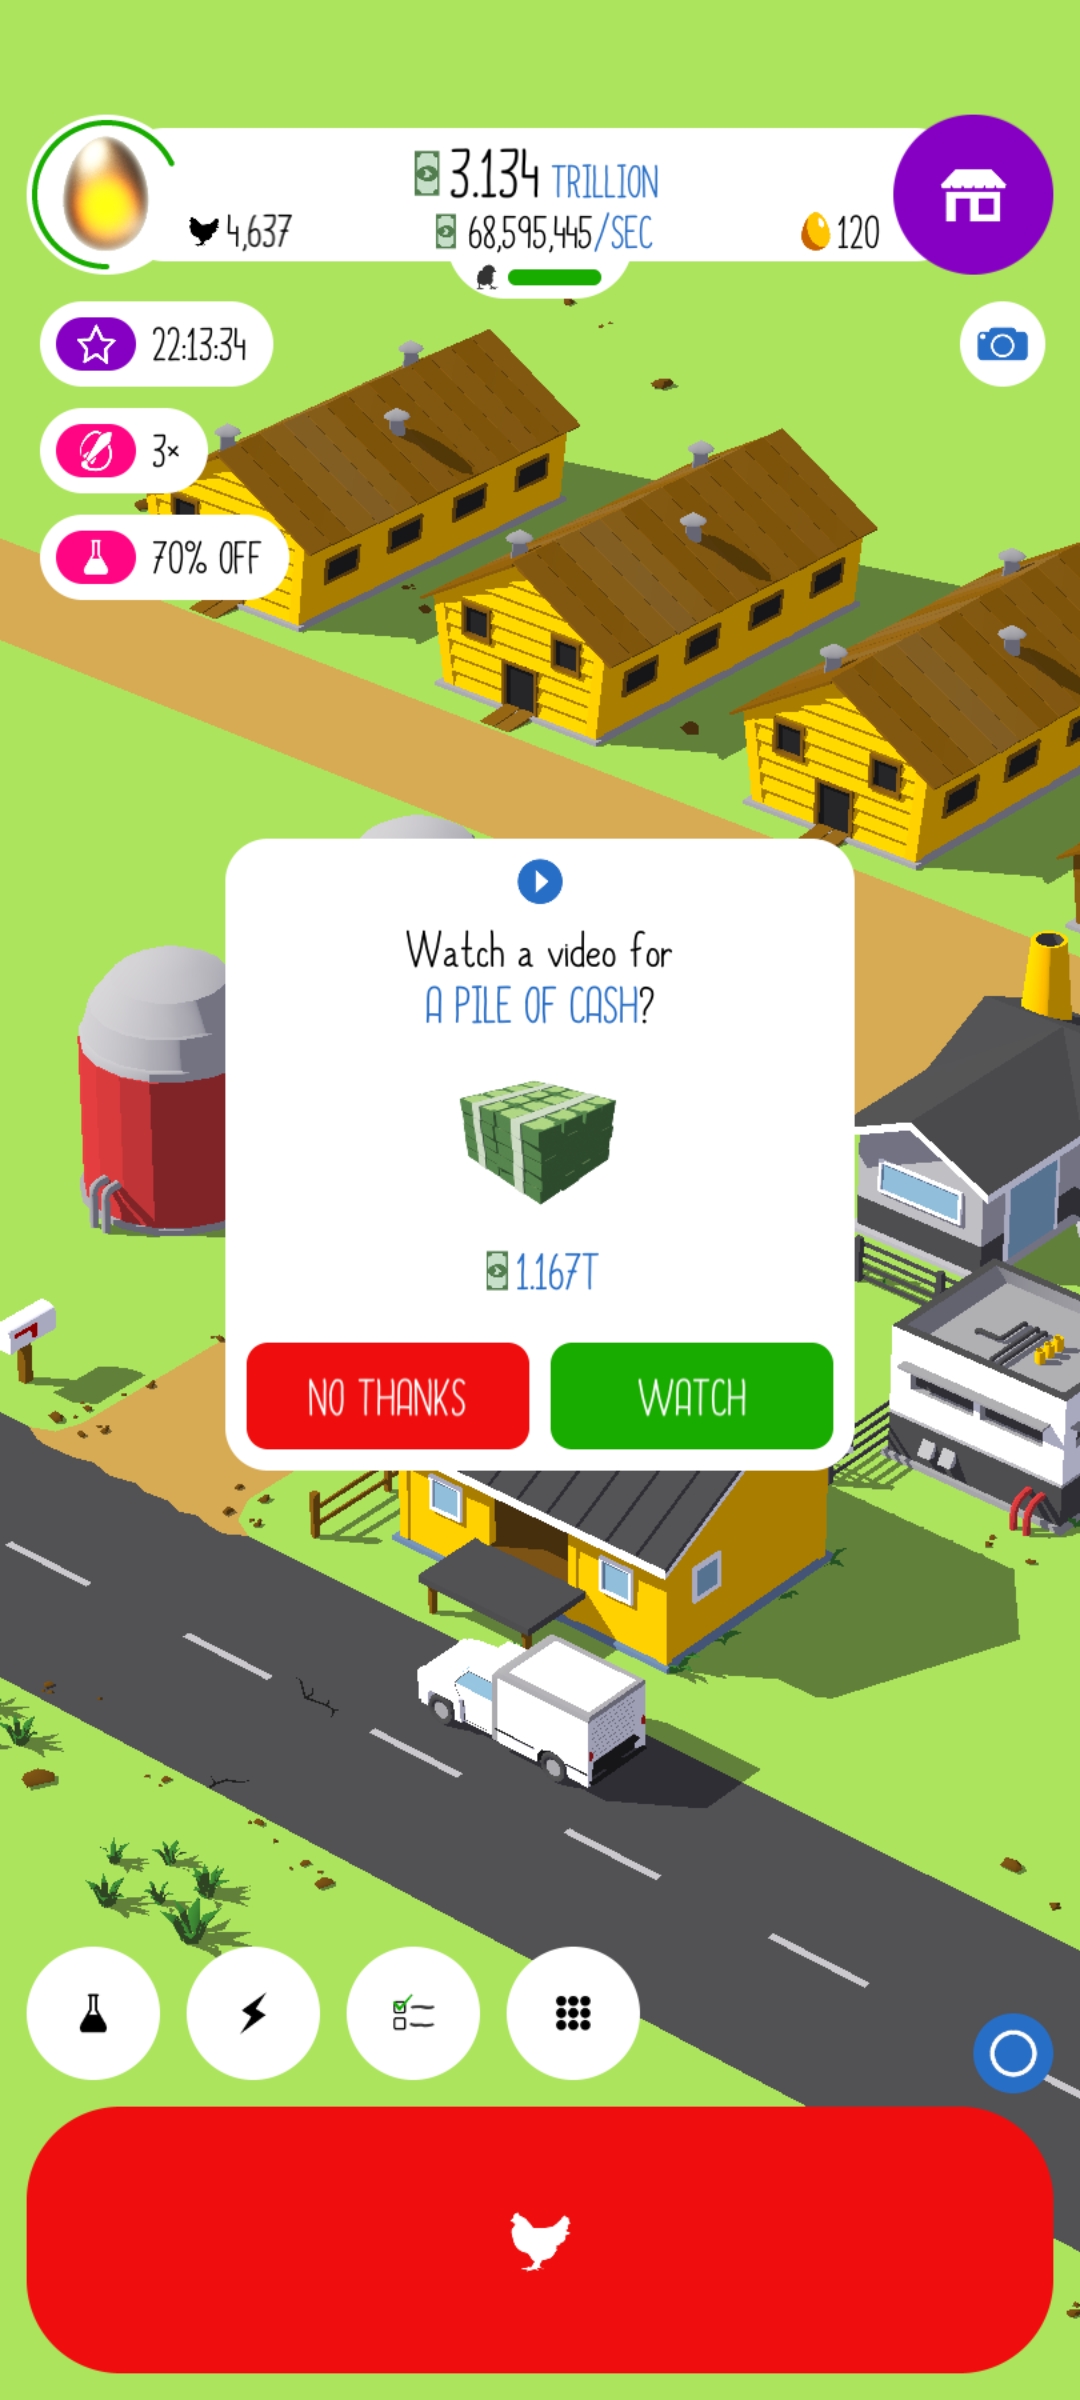 3.134 TRILLION
4,637
68,595,445/SEC
120
22:13:34
3×
70% OFF
Watch a video for
A PILE OF CASH?
1.167T
NO THANKS
WATCH